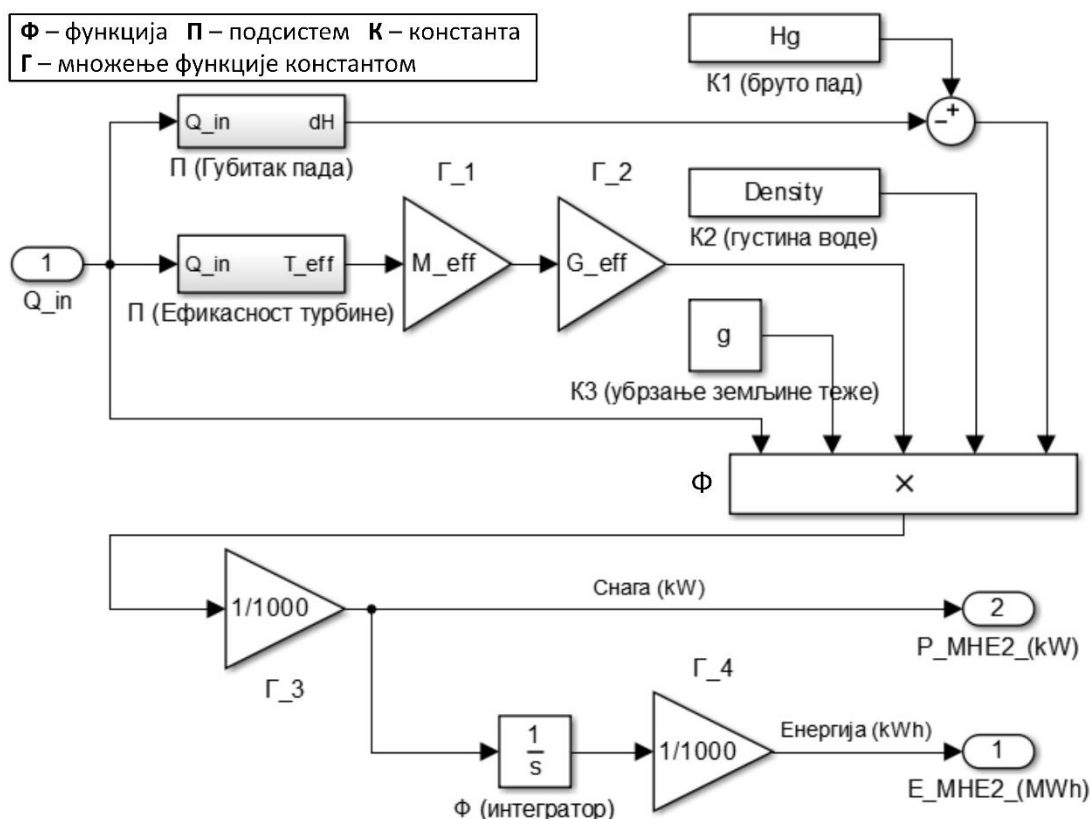 Ф – функција П – подсистем К – константа
Г – множење функције константом
Hg
К1 (бруто пад)
Q_in dH
П (Губитак пада)
− +
Г_1
Г_2
Density
К2 (густина воде)
1
Q_in
Q_in T_eff
П (Ефикасност турбине)
M_eff
G_eff
g
К3 (убрзање земљине теже)
Ф
×
1/1000
Г_3
Снага (kW)
2
P_MHE2_(kW)
Г_4
1
s
Ф (интегратор)
1/1000
Енергија (kWh)
1
E_MHE2_(MWh)